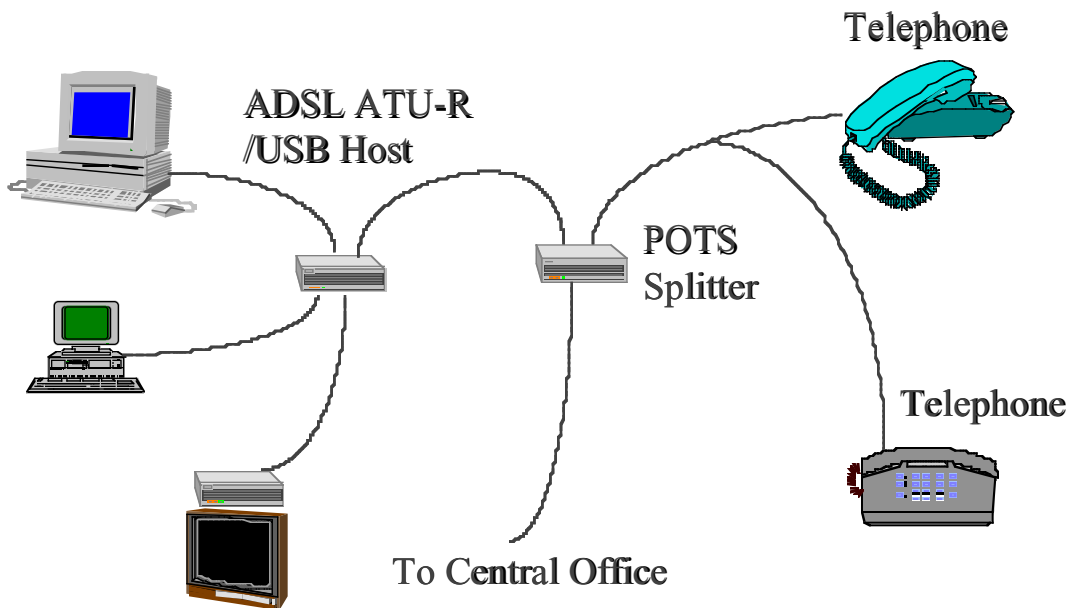 Telephone
ADSL ATU-R
/USB Host
POTS
Splitter
Telephone
To Central Office